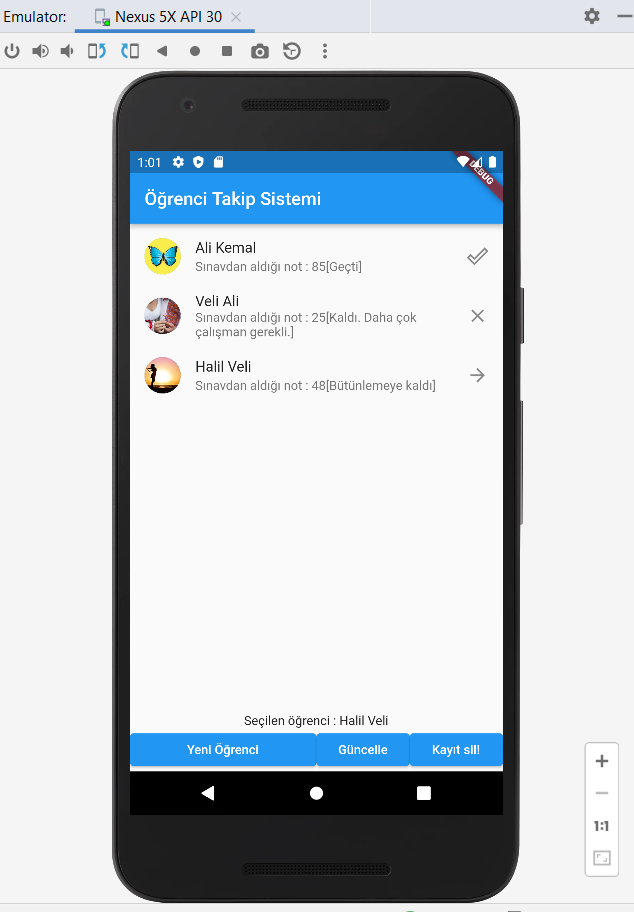 Emulator: Nexus 5X API 30
1:01
DEBUG
Öğrenci Takip Sistemi
Ali Kemal
Sınavdan aldığı not : 85[Geçti]
Veli Ali
Sınavdan aldığı not : 25[Kaldı. Daha çok
çalışman gerekli.]
Halil Veli
Sınavdan aldığı not : 48[Bütünlemeye kaldı]
Seçilen öğrenci : Halil Veli
Yeni Öğrenci Güncelle Kayıt sil!
1:1